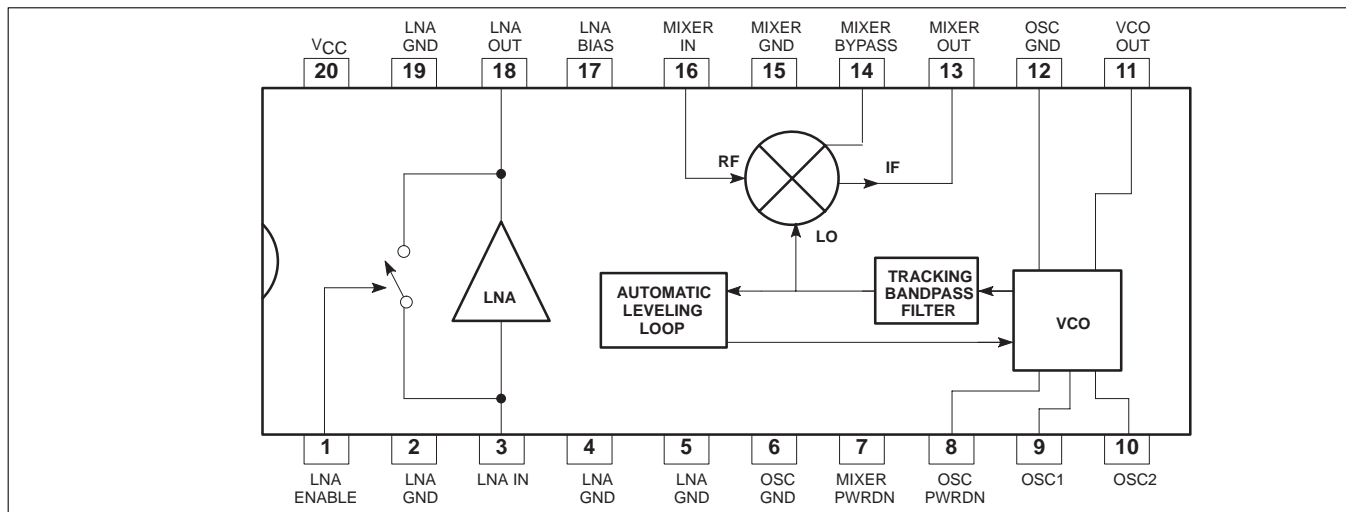 VCC
LNA
GND
LNA
OUT
LNA
BIAS
MIXER
IN
MIXER
GND
MIXER
BYPASS
MIXER
OUT
OSC
GND
VCO
OUT
20
19
18
17
16
15
14
13
12
11
RF
IF
LO
LNA
AUTOMATIC
LEVELING
LOOP
TRACKING
BANDPASS
FILTER
VCO
1
2
3
4
5
6
7
8
9
10
LNA
ENABLE
LNA
GND
LNA IN
LNA
GND
LNA
GND
OSC
GND
MIXER
PWRDN
OSC
PWRDN
OSC1
OSC2